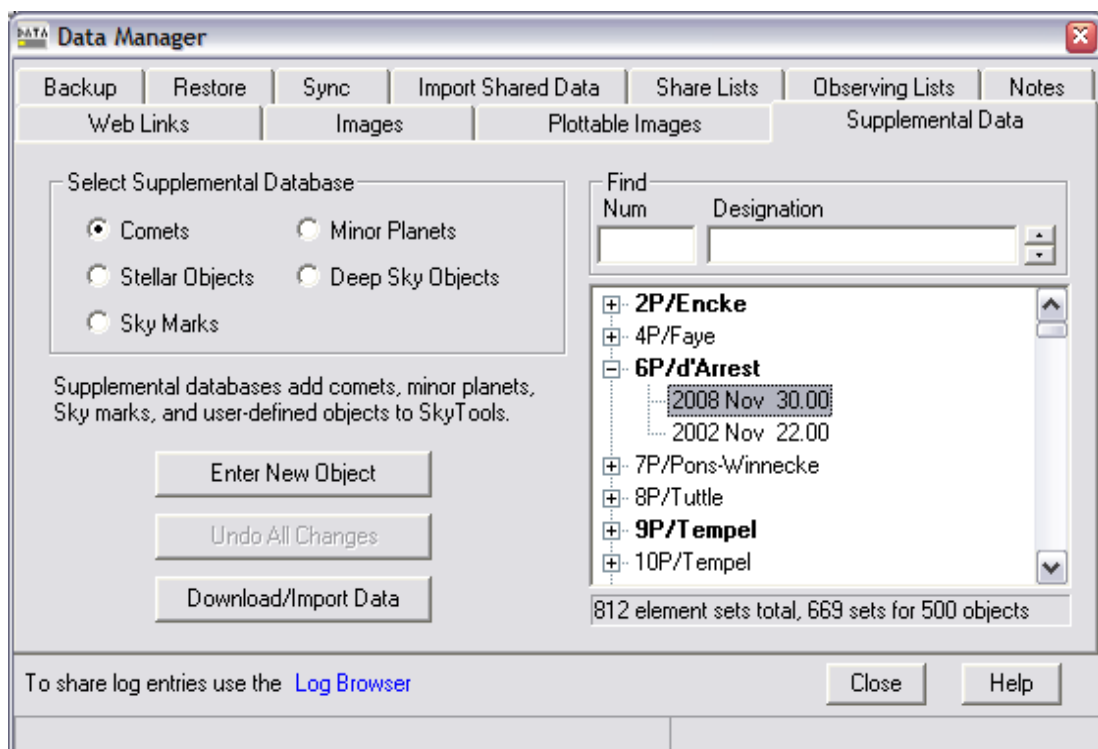 DATA Data Manager
Backup Restore Sync Import Shared Data Share Lists Observing Lists Notes
Web Links Images Plottable Images Supplemental Data
Select Supplemental Database
Comets Minor Planets
Stellar Objects Deep Sky Objects
Sky Marks
Supplemental databases add comets, minor planets,
Sky marks, and user-defined objects to SkyTools.
Enter New Object
Undo All Changes
Download/Import Data
Find
Num Designation
2P/Encke
4P/Faye
6P/d'Arrest
2008 Nov 30.00
2002 Nov 22.00
7P/Pons-Winnecke
8P/Tuttle
9P/Tempel
10P/Tempel
812 element sets total, 669 sets for 500 objects
To share log entries use the Log Browser
Close Help